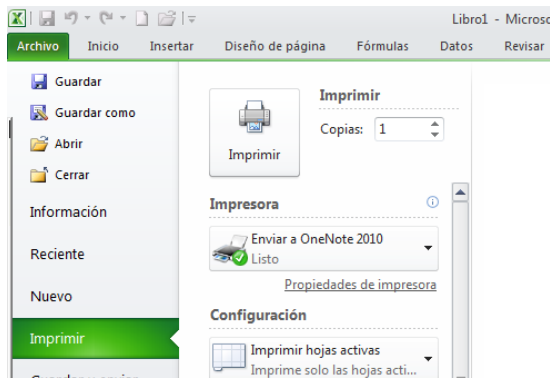 Libro1 - Microso
Archivo Inicio Insertar Diseño de página Fórmulas Datos Revisar
Guardar
Guardar como
Abrir
Cerrar
Información
Reciente
Nuevo
Imprimir
Imprimir
Imprimir
Copias: 1
Impresora
Enviar a OneNote 2010
Listo
Propiedades de impresora
Configuración
Imprimir hojas activas
Imprime solo las hojas acti...